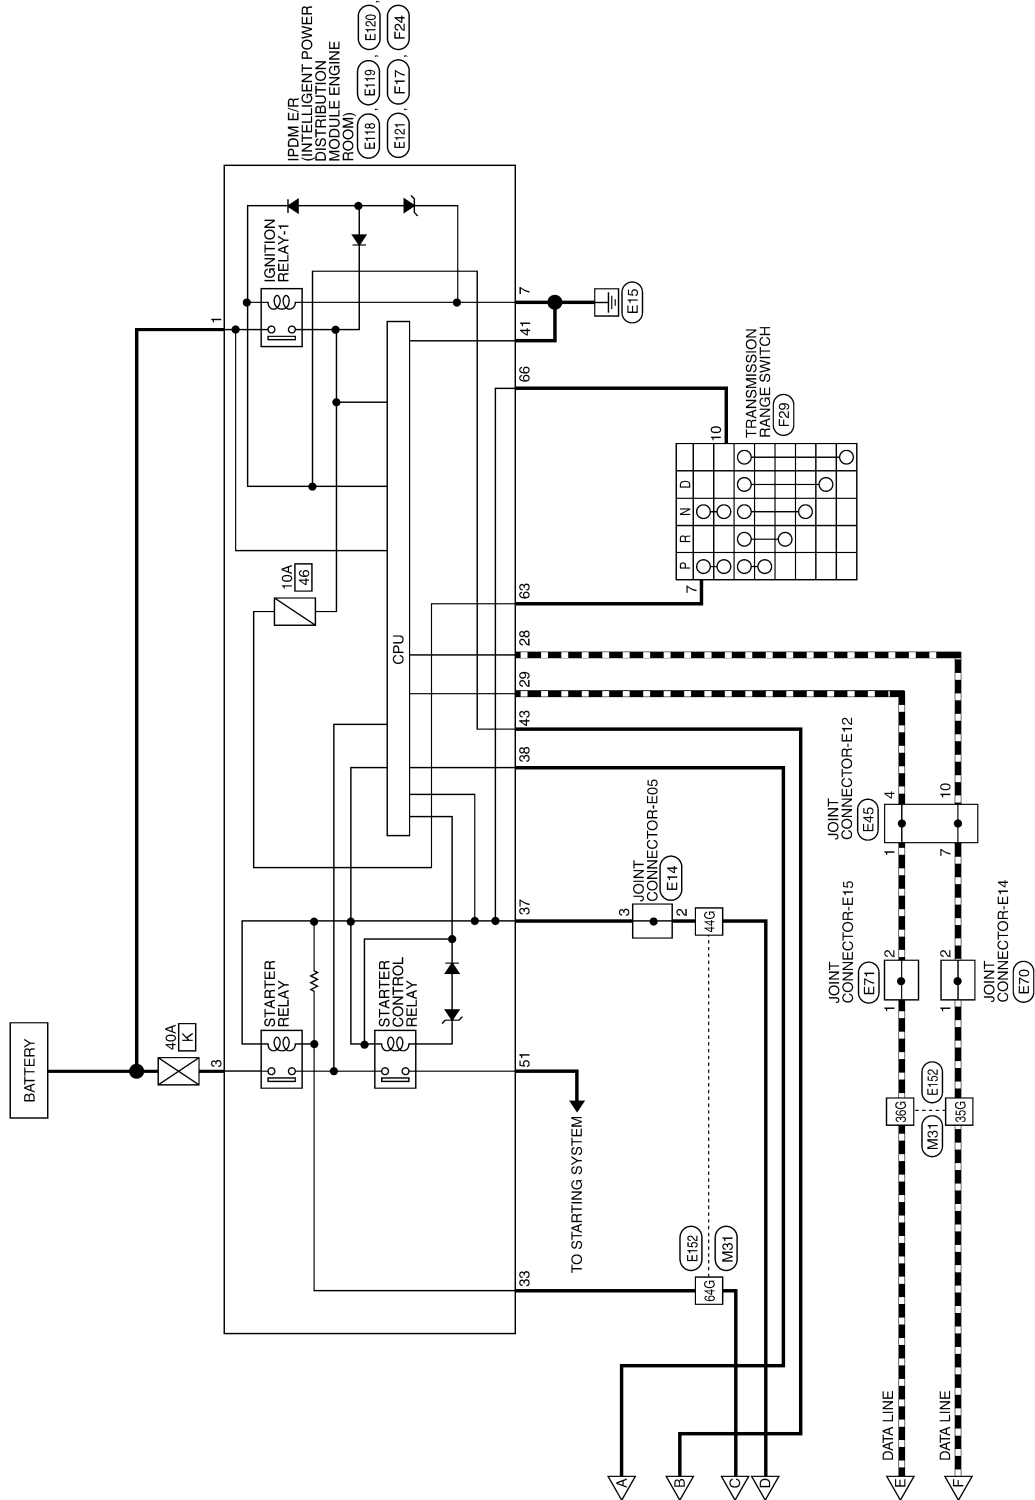 BATTERY
40A
K
3
1
IPDM E/R
(INTELLIGENT POWER
DISTRIBUTION
MODULE ENGINE
ROOM)
E118 , E119 , E120 ,
E121 , F17 , F24
STARTER
RELAY
STARTER
CONTROL
RELAY
10A
46
IGNITION
RELAY-1
CPU
33
51
37
38
43
29
28
63
66
41
7
E15
TO STARTING SYSTEM
E152
M31
64G
44G
3
2
JOINT
CONNECTOR-E05
E14
7
10
P
R
N
D
TRANSMISSION
RANGE SWITCH
F29
JOINT
CONNECTOR-E12
E45
4
10
1
7
JOINT
CONNECTOR-E15
E71
2
1
2
1
JOINT
CONNECTOR-E14
E70
36G
35G
M31
E152
DATA LINE
DATA LINE
A
B
C
D
E
F